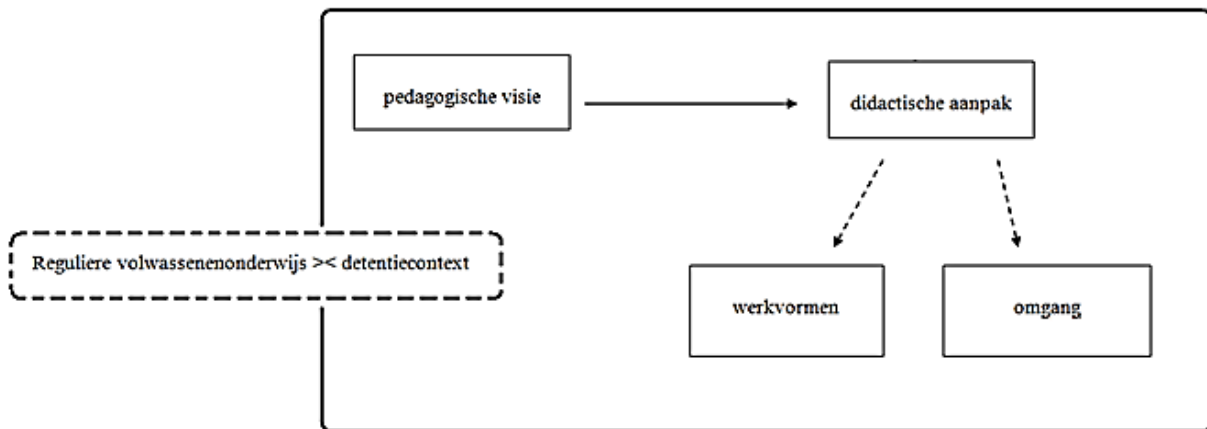 pedagogische visie
didactische aanpak
Reguliere volwassenenonderwijs >< detentiecontext
werkvormen
omgang